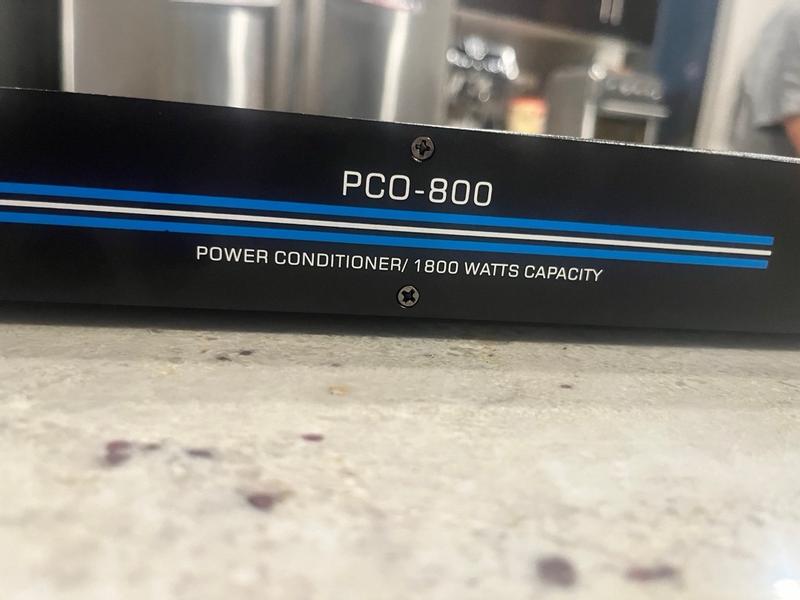 PCO-800
POWER CONDITIONER/ 1800 WATTS CAPACITY